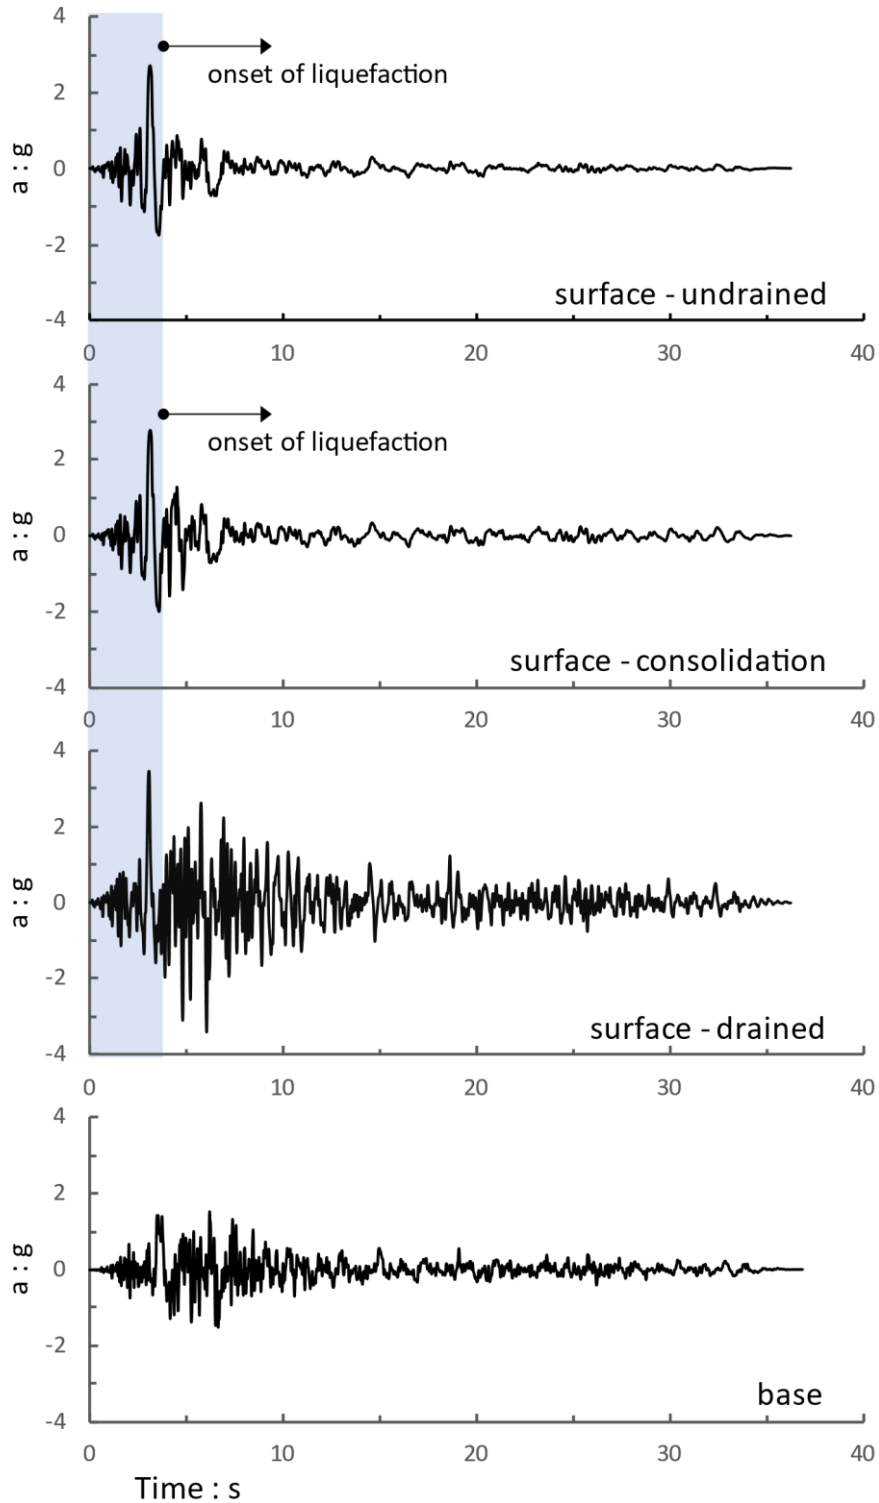 4
2
0
-2
-4
a : g
onset of liquefaction
surface - undrained
0 10 20 30 40
4
2
0
-2
-4
a : g
onset of liquefaction
surface - consolidation
0 10 20 30 40
4
2
0
-2
-4
a : g
surface - drained
0 10 20 30 40
4
2
0
-2
-4
a : g
base
0 10 20 30 40
Time : s